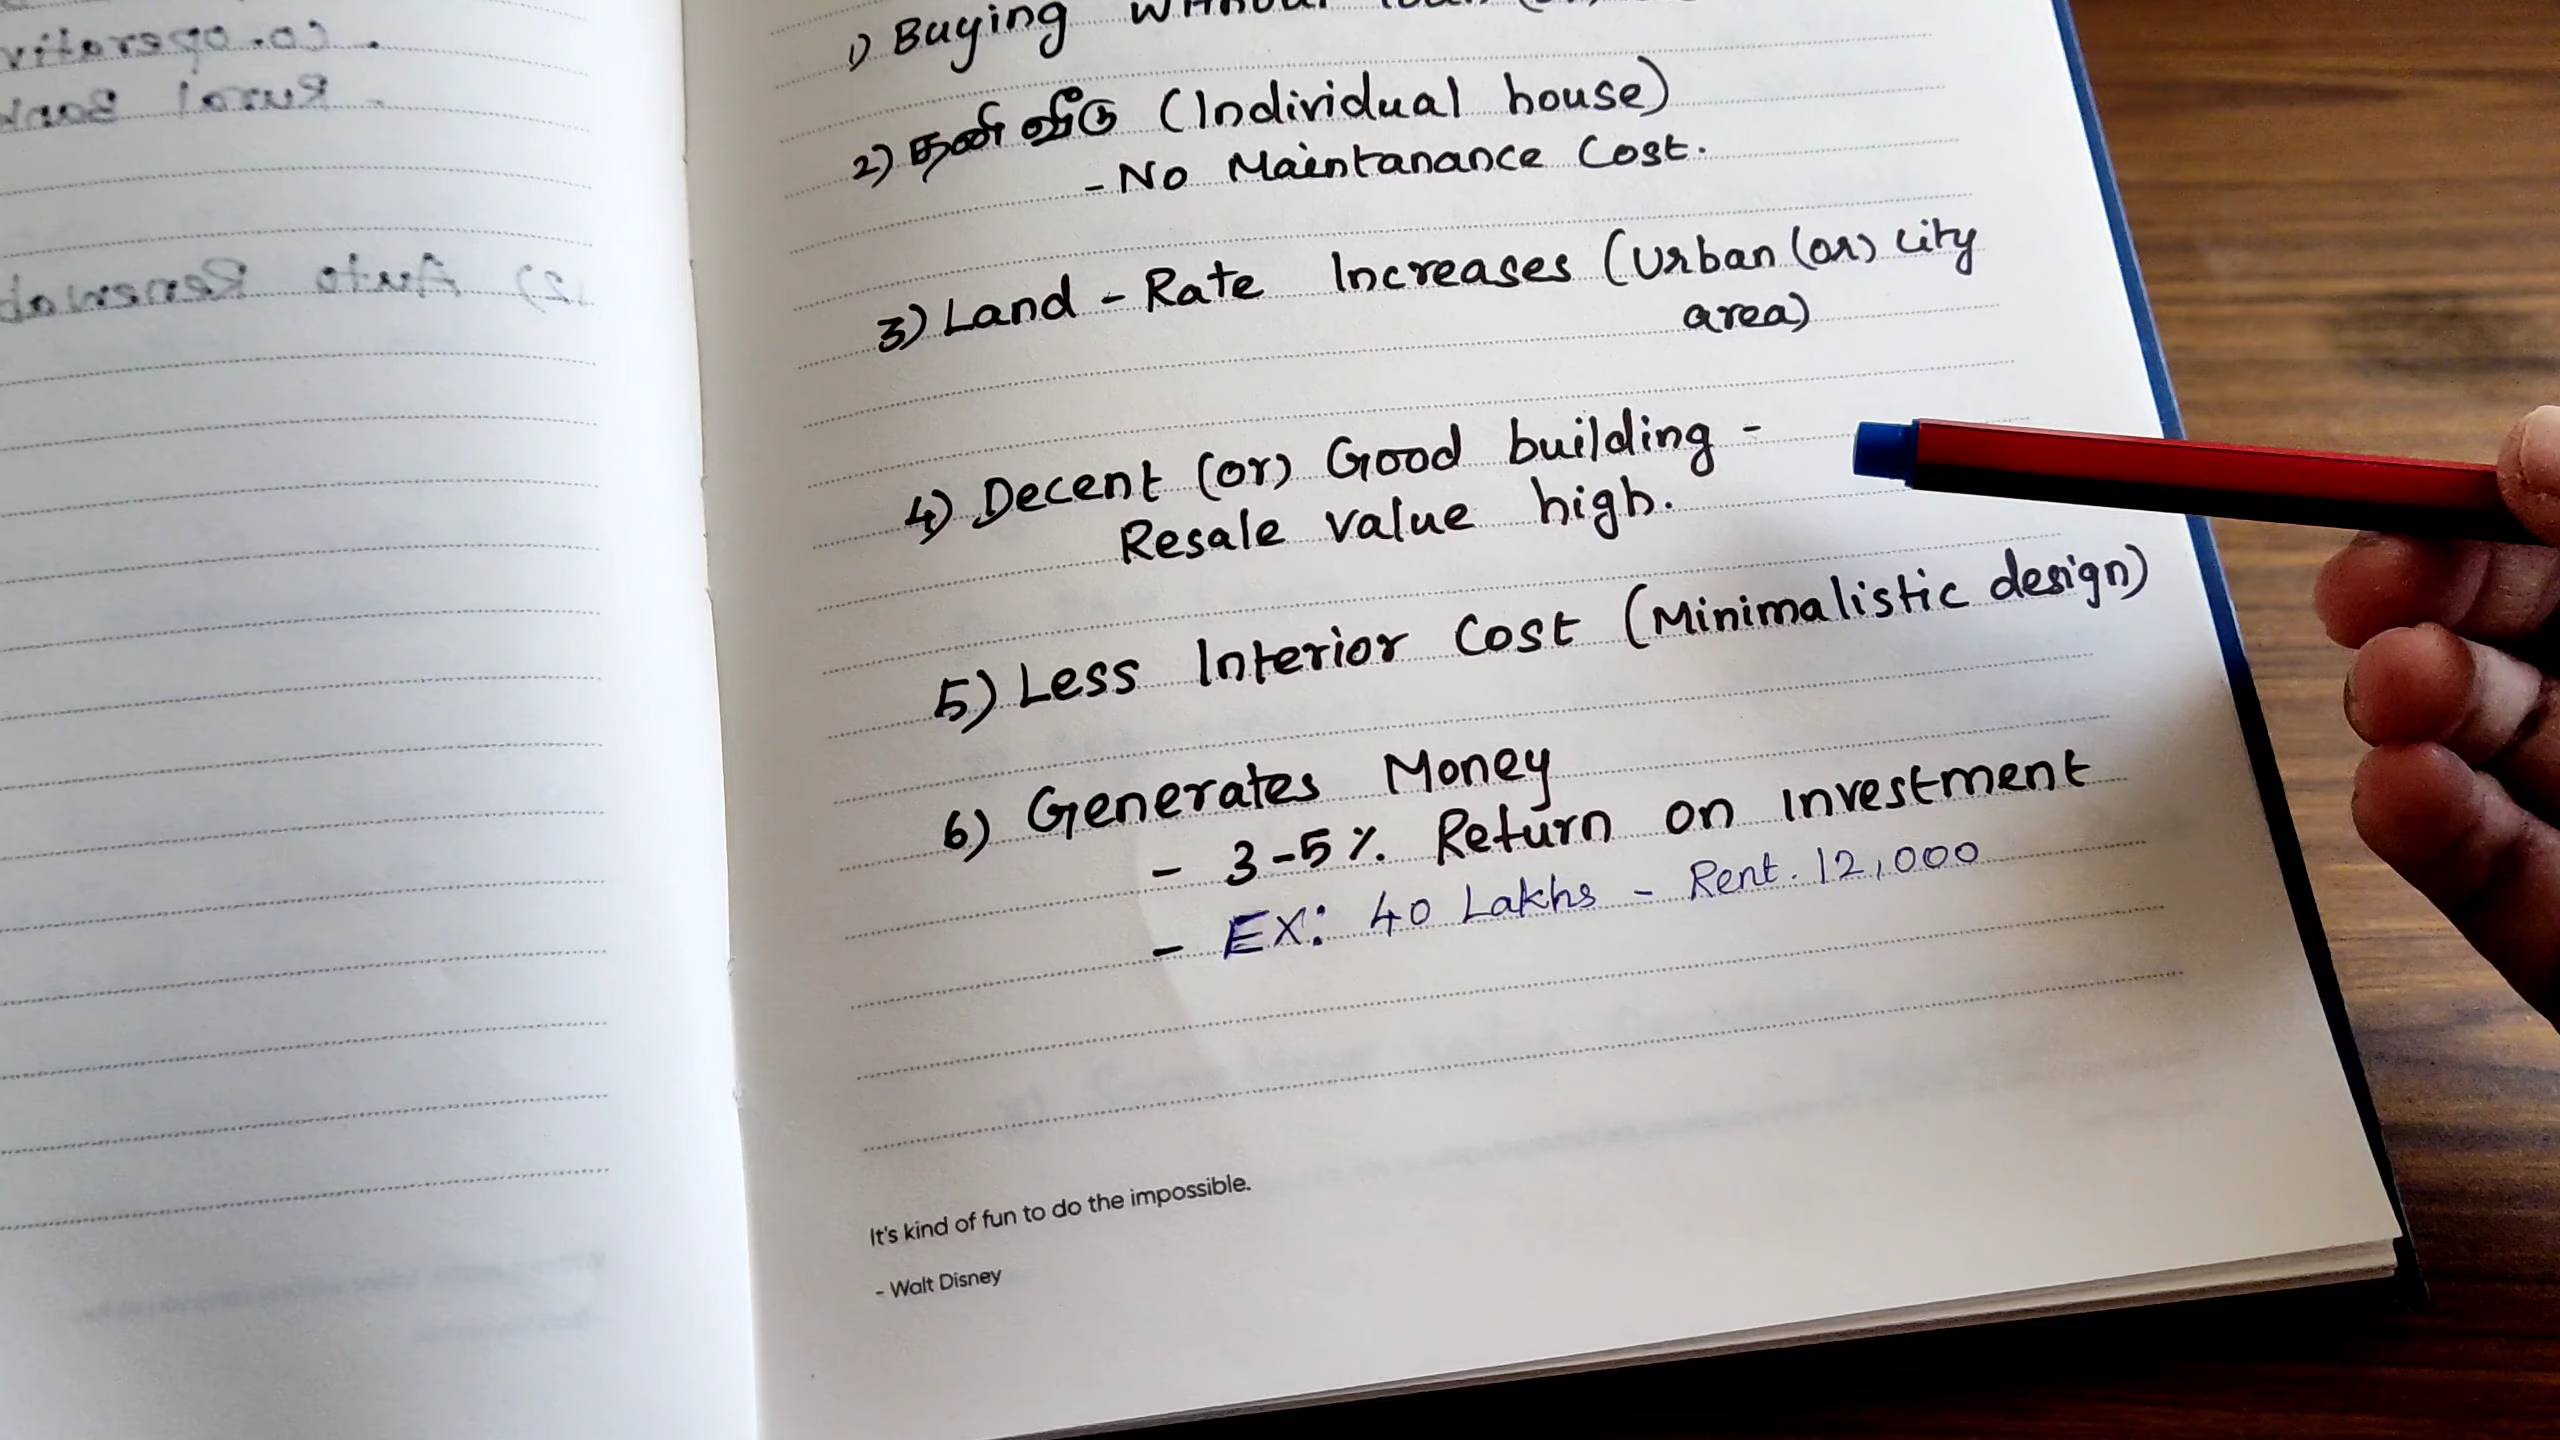 1) Buying without
2) தன் வீடு (Individual house)
- No Maintanance Cost.
3) Land - Rate Increases (Urban (or) city
area)
4) Decent (or) Good building -
Resale value high.
5) Less Interior Cost (Minimalistic design)
6) Generates Money
- 3-5% Return on investment
- EX: 40 Lakhs - Rent. 12,000
It's kind of fun to do the impossible.
- Walt Disney